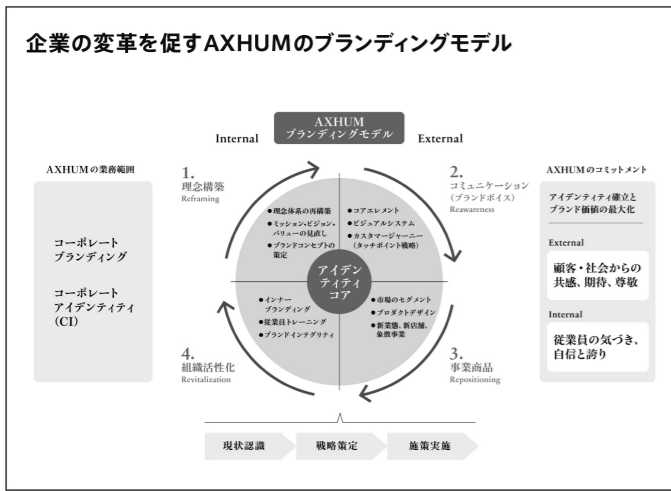 企業の変革を促すAXHUMのブランディングモデル
AXHUM
ブランディングモデル
Internal
External
AXHUMの業務範囲
コーポレート
ブランディング
コーポレート
アイデンティティ
(CI)
1.
理念構築
Reframing
2.
コミュニケーション
(ブランドボイス)
Reawareness
●理念体系の再構築
●ミッション・ビジョン・
バリューの見直し
●ブランドコンセプトの
策定
●コアエレメント
●ビジュアルシステム
●カスタマージャーニー
(タッチポイント戦略)
アイデン
ティティ
コア
●インナー
ブランディング
●従業員トレーニング
●ブランドインテグリティ
●市場のセグメント
●プロダクトデザイン
●新業態、新店舗、
象徴事業
4.
組織活性化
Revitalization
3.
事業商品
Repositioning
AXHUMのコミットメント
アイデンティティ確立と
ブランド価値の最大化
External
顧客・社会からの
共感、期待、尊敬
Internal
従業員の気づき、
自信と誇り
現状認識
戦略策定
施策実施